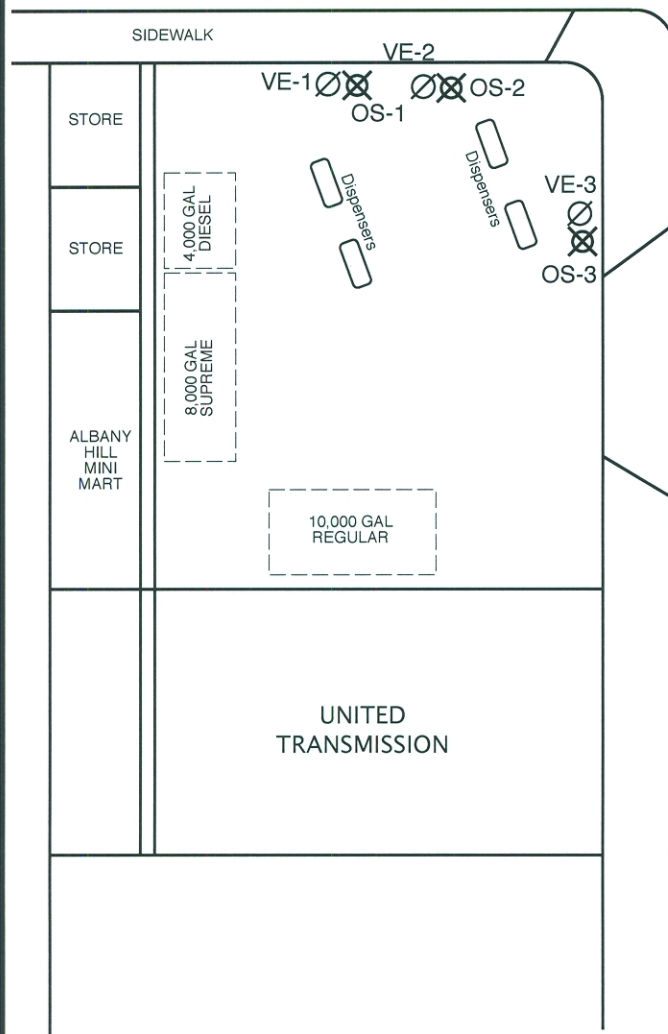 SIDEWALK
VE-2
VE-1
OS-2
OS-1
STORE
Dispensers
Dispensers
VE-3
4,000 GAL
DIESEL
STORE
OS-3
8,000 GAL
SUPREME
ALBANY
HILL
MINI
MART
10,000 GAL
REGULAR
UNITED
TRANSMISSION